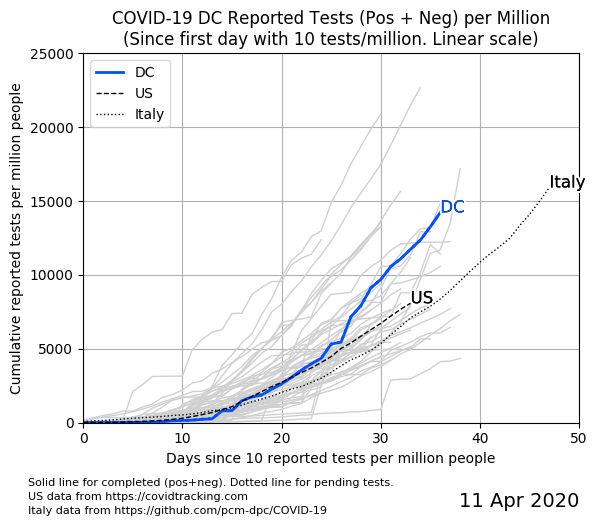 COVID-19 DC Reported Tests (Pos + Neg) per Million
(Since first day with 10 tests/million. Linear scale)
Cumulative reported tests per million people
25000
20000
15000
10000
5000
0
DC
US
Italy
Italy
DC
US
0
10
20
30
40
50
Days since 10 reported tests per million people
Solid line for completed (pos+neg). Dotted line for pending tests.
US data from https://covidtracking.com
Italy data from https://github.com/pcm-dpc/COVID-19
11 Apr 2020